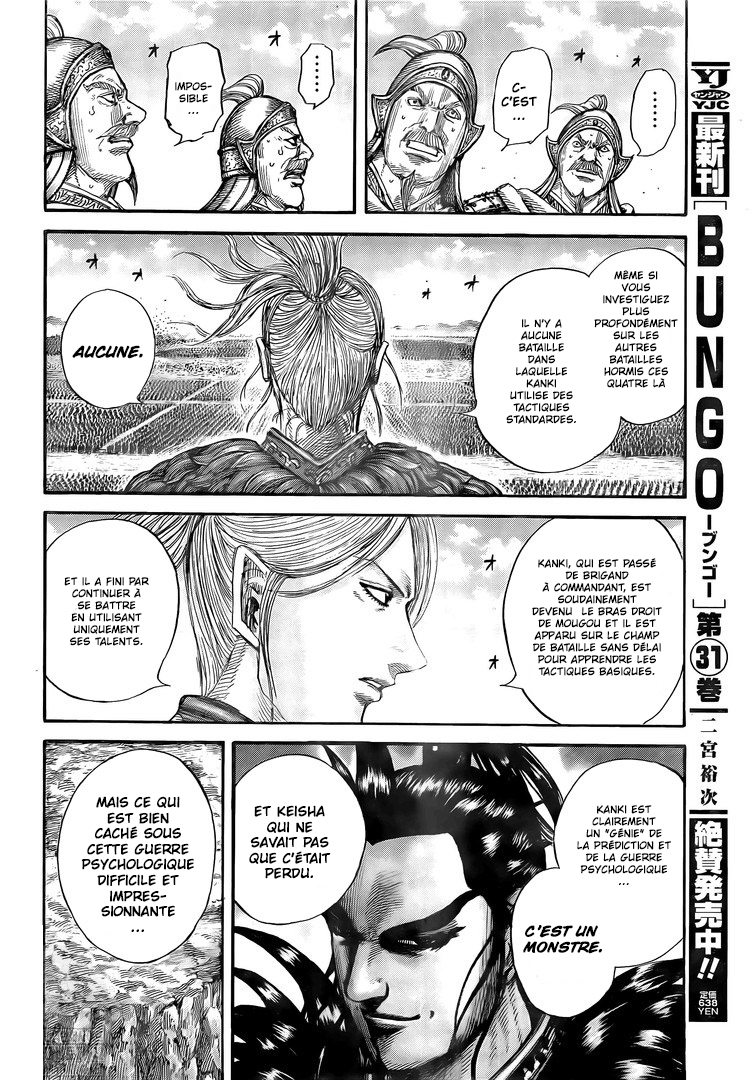 ......
C-
C'EST
...
......
IMPOS-
SIBLE
...
MÊME SI
VOUS
INVESTIGUEZ
PLUS
PROFONDÉMENT
SUR LES
AUTRES
BATAILLES
HORMIS CES
QUATRE LÀ
IL N'Y A
AUCUNE
BATAILLE
DANS
LAQUELLE
KANKI
UTILISE DES
TACTIQUES
STANDARDES.
AUCUNE.
KANKI, QUI EST PASSÉ
DE BRIGAND
À COMMANDANT, EST
SOUDAINEMENT
DEVENU LE BRAS DROIT
DE MOUGOU ET IL EST
APPARU SUR LE CHAMP
DE BATAILLE SANS DÉLAI
POUR APPRENDRE LES
TACTIQUES BASIQUES.
ET IL A FINI PAR
CONTINUER À
SE BATTRE
EN UTILISANT
UNIQUEMENT
SES TALENTS.
KANKI EST
CLAIREMENT
UN "GÉNIE" DE
LA PRÉDICTION ET
DE LA GUERRE
PSYCHOLOGIQUE
...
C'EST UN
MONSTRE.
ET KEISHA
QUI NE
SAVAIT PAS
QUE C'ÉTAIT
PERDU.
MAIS CE QUI
EST BIEN
CACHÉ SOUS
CETTE GUERRE
PSYCHOLOGIQUE
DIFFICILE ET
IMPRES-
SIONNANTE
...
YJ
ヤンジャン
YJC
最新刊
[BUNGO―ブンゴー]第31巻
二宮裕次
絶賛発売中!!
定価
638
YEN